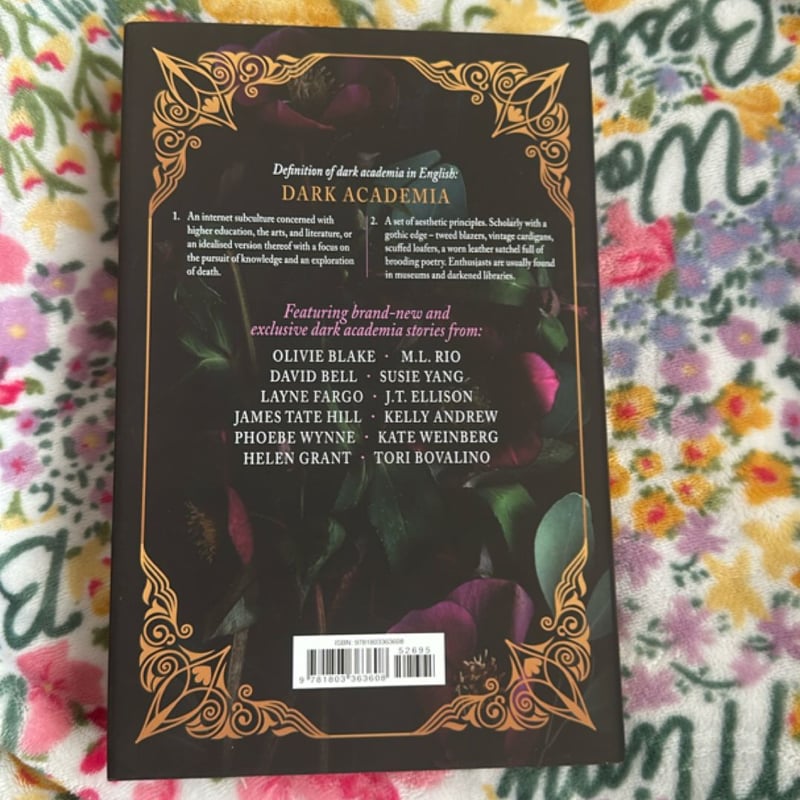 Definition of dark academia in English:
DARK ACADEMIA
1. An internet subculture concerned with
higher education, the arts, and literature, or
an idealised version thereof with a focus on
the pursuit of knowledge and an exploration
of death.
2. A set of aesthetic principles. Scholarly with a
gothic edge – tweed blazers, vintage cardigans,
scuffed loafers, a worn leather satchel full of
brooding poetry. Enthusiasts are usually found
in museums and darkened libraries.
Featuring brand-new and
exclusive dark academia stories from:
OLIVIE BLAKE · M.L. RIO
DAVID BELL · SUSIE YANG
LAYNE FARGO · J.T. ELLISON
JAMES TATE HILL · KELLY ANDREW
PHOEBE WYNNE · KATE WEINBERG
HELEN GRANT · TORI BOVALINO
ISBN: 9781803363608
52695
9 781803 363608
Best